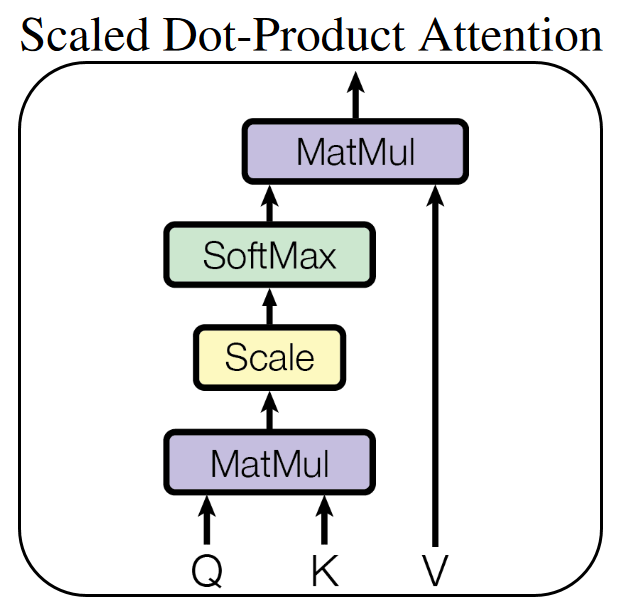 Scaled Dot-Product Attention
MatMul
SoftMax
Scale
MatMul
Q K V